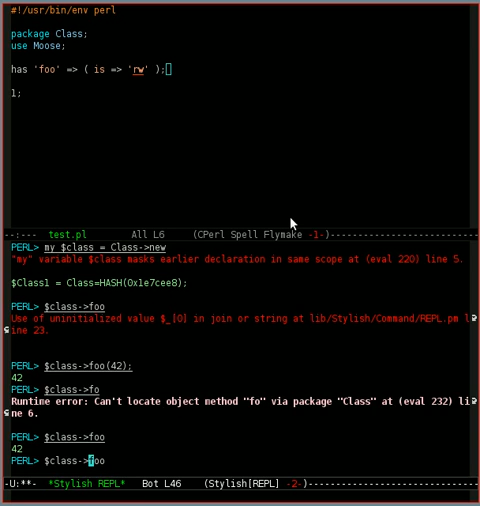 #!/usr/bin/env perl
package Class;
use Moose;
has 'foo' => ( is => 'rw' );
1;
--:--- test.pl All L6 (CPerl Spell Flymake -1-)--------------------------
PERL> my $class = Class->new
"my" variable $class masks earlier declaration in same scope at (eval 220) line 5.
$Class1 = Class=HASH(0x1e7cee8);
PERL> $class->foo
Use of uninitialized value $_[0] in join or string at lib/Stylish/Command/REPL.pm l
ine 23.
PERL> $class->foo(42);
42
PERL> $class->fo
Runtime error: Can't locate object method "fo" via package "Class" at (eval 232) li
ne 6.
PERL> $class->foo
42
PERL> $class->foo
-U:**- *Stylish REPL* Bot L46 (Stylish[REPL] -2-)-----------------------------